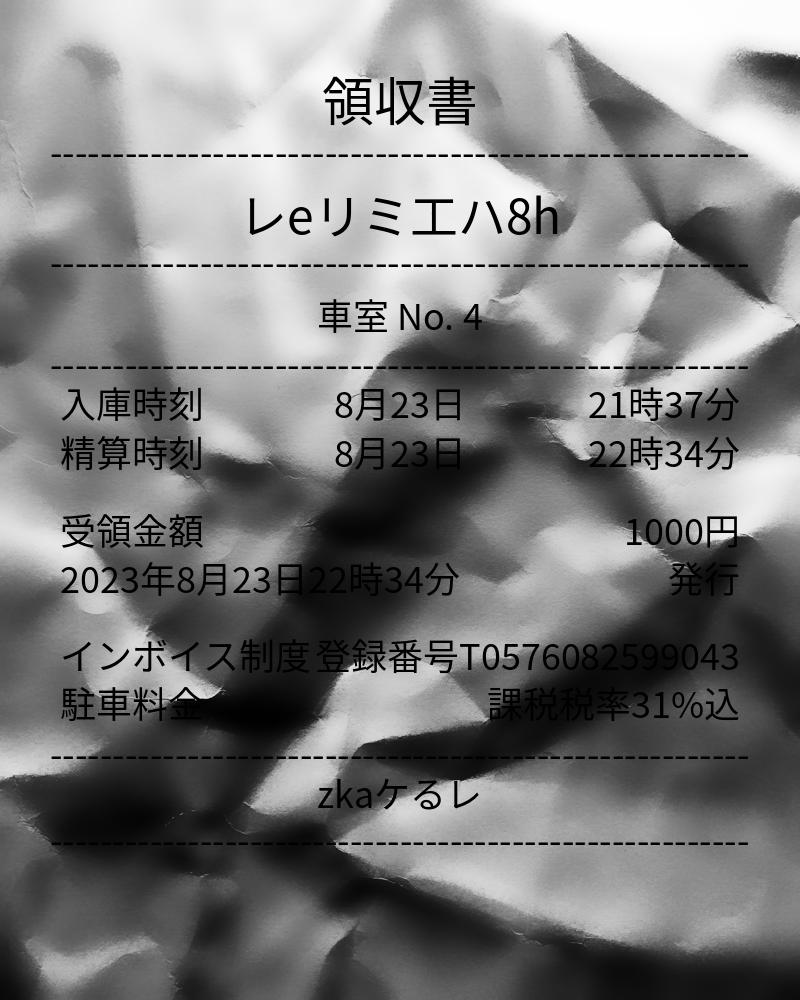 領収書
レeリミエハ8h
車室 No. 4
入庫時刻 8月23日 21時37分
精算時刻 8月23日 22時34分
受領金額 1000円
2023年8月23日22時34分 発行
インボイス制度 登録番号T0576082599043
駐車料金 課税税率31%込
zkaケるレ